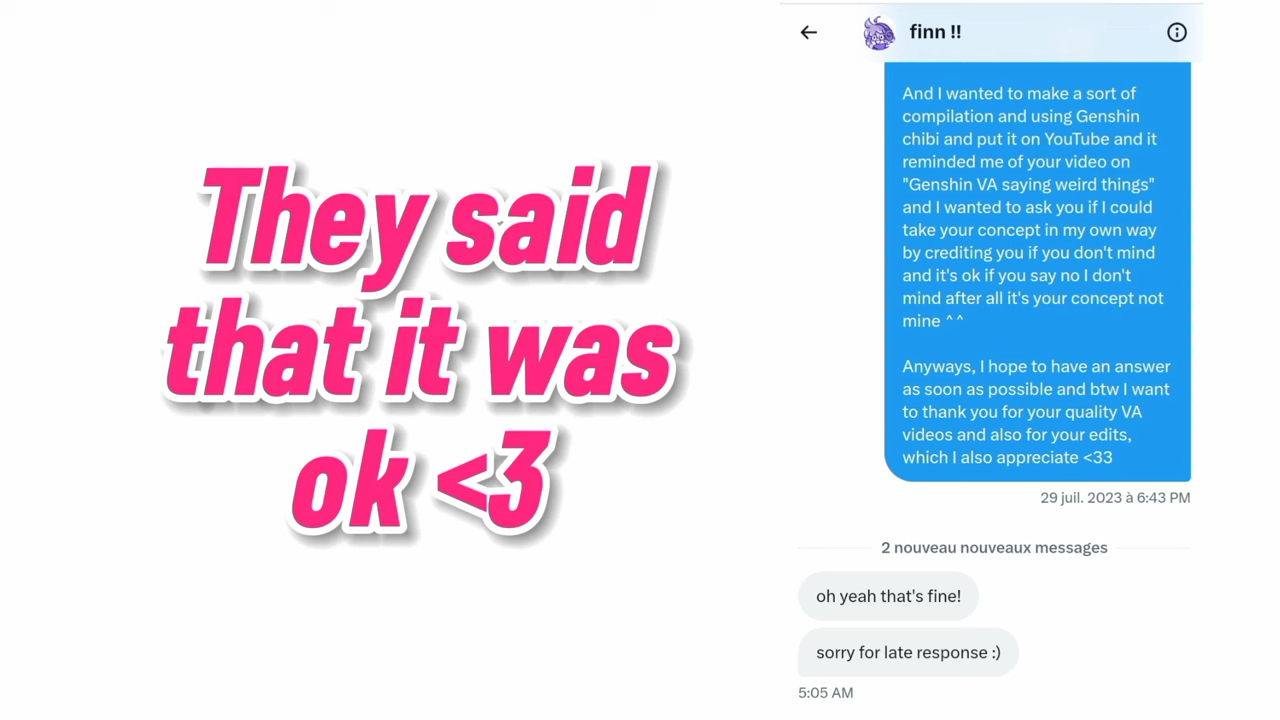 They said
that it was
ok <3
finn !!
And I wanted to make a sort of
compilation and using Genshin
chibi and put it on YouTube and it
reminded me of your video on
"Genshin VA saying weird things"
and I wanted to ask you if I could
take your concept in my own way
by crediting you if you don't mind
and it's ok if you say no I don't
mind after all it's your concept not
mine ^ ^
Anyways, I hope to have an answer
as soon as possible and btw I want
to thank you for your quality VA
videos and also for your edits,
which I also appreciate <33
29 juil. 2023 à 6:43 PM
2 nouveau nouveaux messages
oh yeah that's fine!
sorry for late response :)
5:05 AM